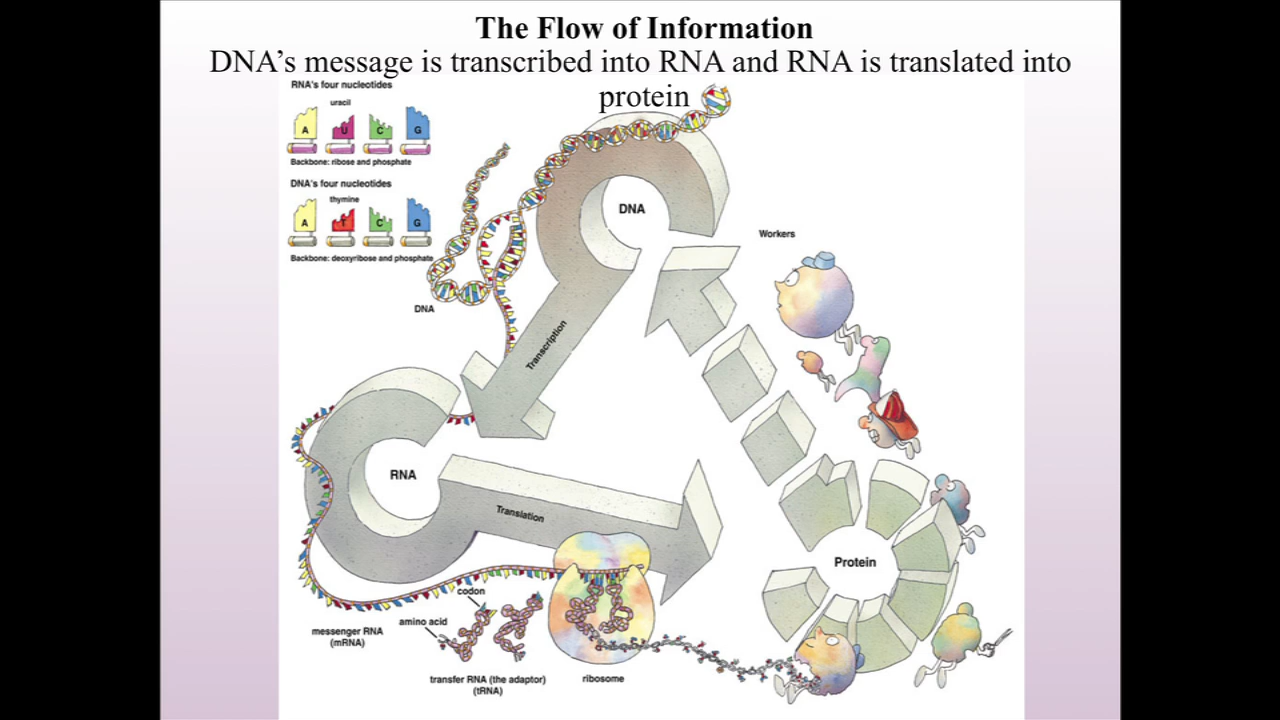 The Flow of Information
DNA’s message is transcribed into RNA and RNA is translated into
protein
RNA's four nucleotides
uracil
A U C G
Backbone: ribose and phosphate
DNA's four nucleotides
thymine
A T C G
Backbone: deoxyribose and phosphate
DNA
DNA
Workers
Transcription
RNA
Translation
Protein
codon
amino acid
messenger RNA
(mRNA)
transfer RNA (the adaptor)
(tRNA)
ribosome